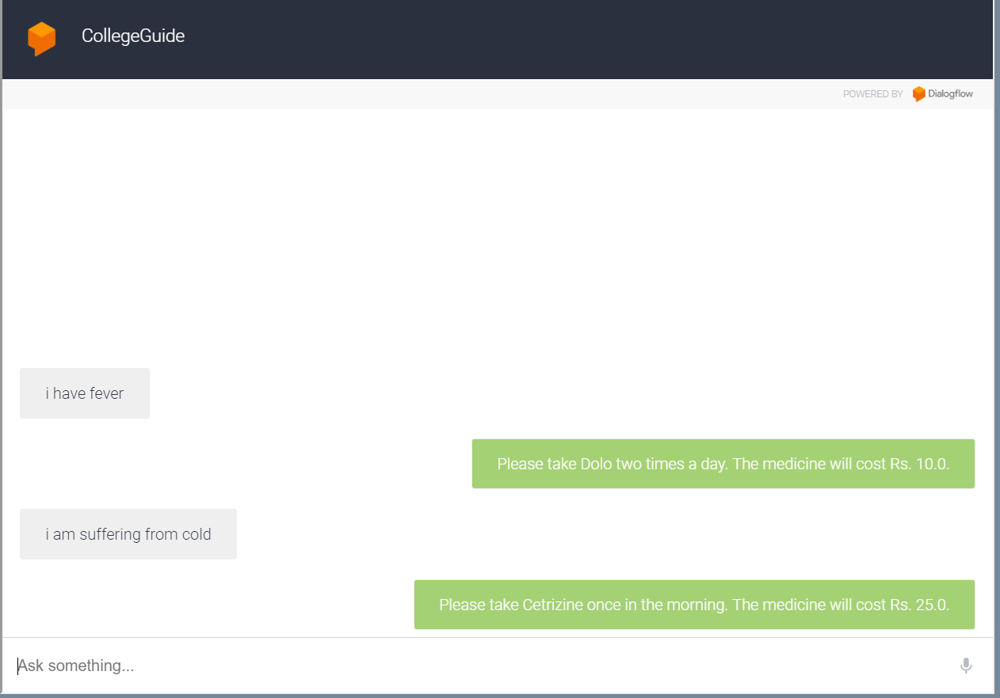 CollegeGuide
POWERED BY Dialogflow
i have fever
Please take Dolo two times a day. The medicine will cost Rs. 10.0.
i am suffering from cold
Please take Cetrizine once in the morning. The medicine will cost Rs. 25.0.
Ask something...